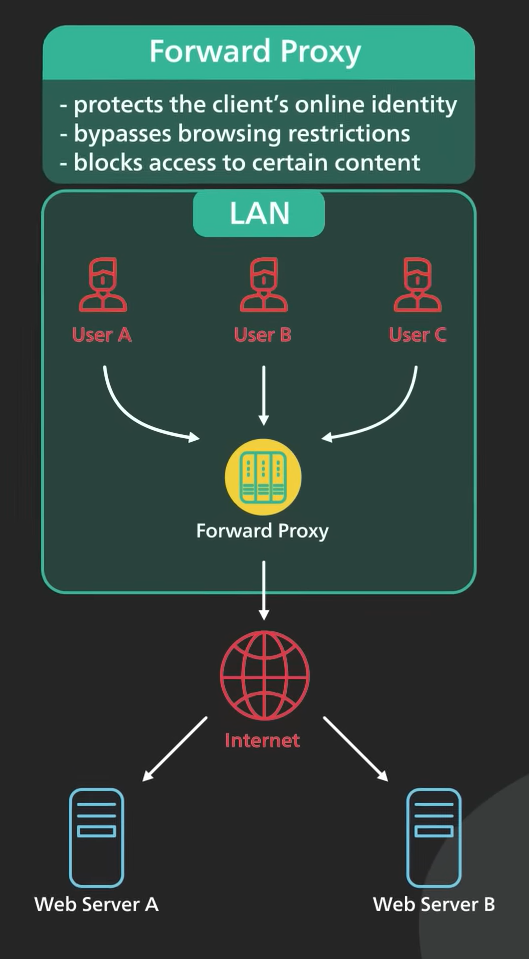 Forward Proxy
- protects the client's online identity
- bypasses browsing restrictions
- blocks access to certain content
LAN
User A
User B
User C
Forward Proxy
Internet
Web Server A
Web Server B